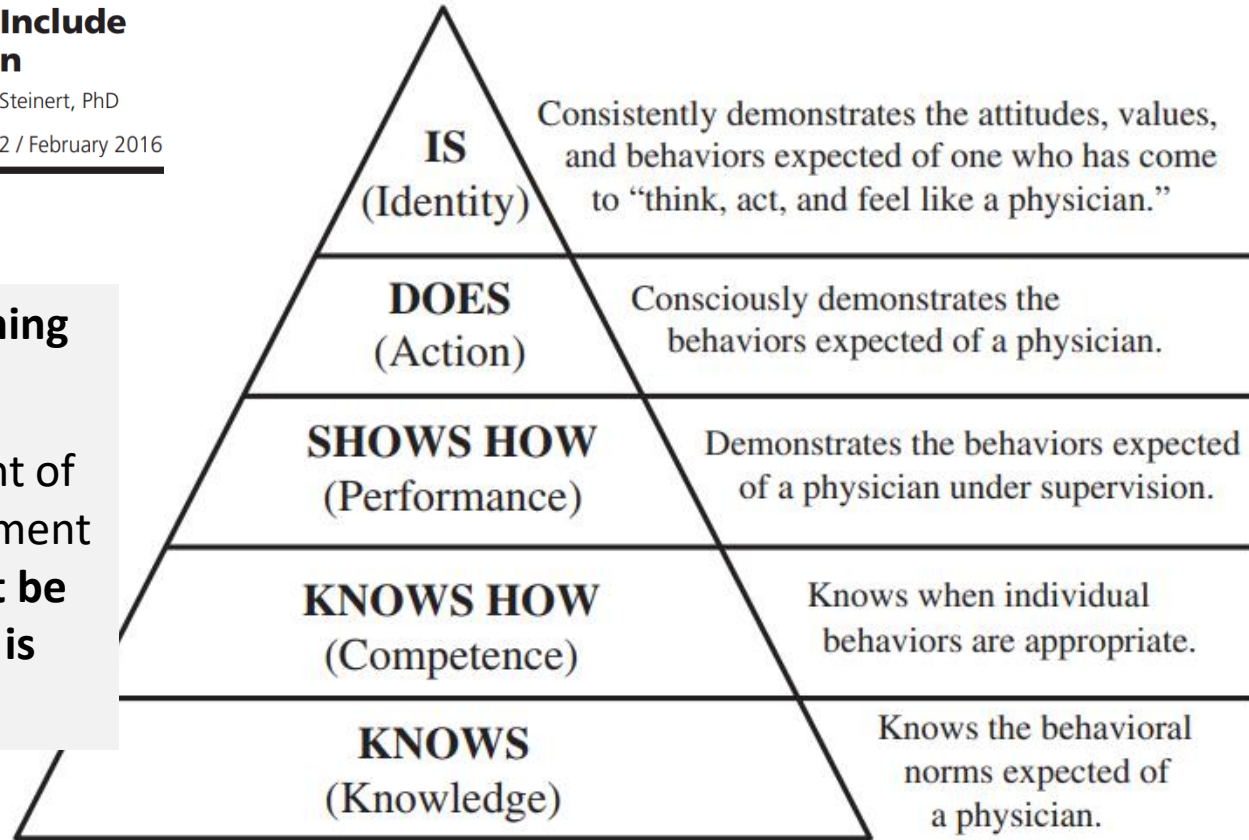 Include
n
Steinert, PhD
2 / February 2016
ning
nt of
ment
t be
is
IS
(Identity)
Consistently demonstrates the attitudes, values,
and behaviors expected of one who has come
to “think, act, and feel like a physician.”
DOES
(Action)
Consciously demonstrates the
behaviors expected of a physician.
SHOWS HOW
(Performance)
Demonstrates the behaviors expected
of a physician under supervision.
KNOWS HOW
(Competence)
Knows when individual
behaviors are appropriate.
KNOWS
(Knowledge)
Knows the behavioral
norms expected of
a physician.